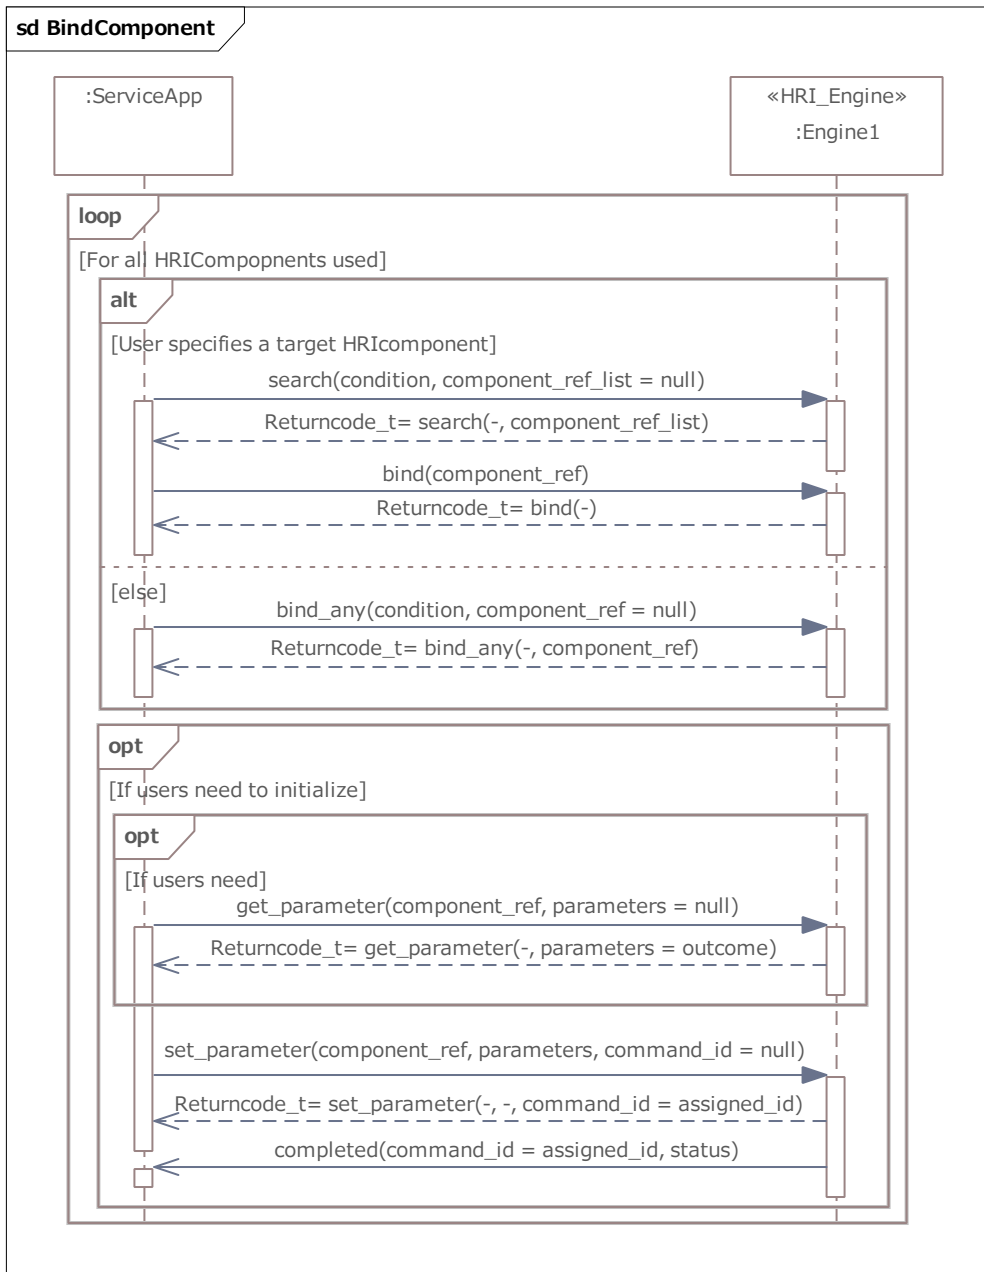 sd BindComponent
:ServiceApp
«HRI_Engine»
:Engine1
loop
[For all HRICompopnents used]
alt
[User specifies a target HRIcomponent]
search(condition, component_ref_list = null)
Returncode_t= search(-, component_ref_list)
bind(component_ref)
Returncode_t= bind(-)
[else]
bind_any(condition, component_ref = null)
Returncode_t= bind_any(-, component_ref)
opt
[If users need to initialize]
opt
[If users need]
get_parameter(component_ref, parameters = null)
Returncode_t= get_parameter(-, parameters = outcome)
set_parameter(component_ref, parameters, command_id = null)
Returncode_t= set_parameter(-, -, command_id = assigned_id)
completed(command_id = assigned_id, status)